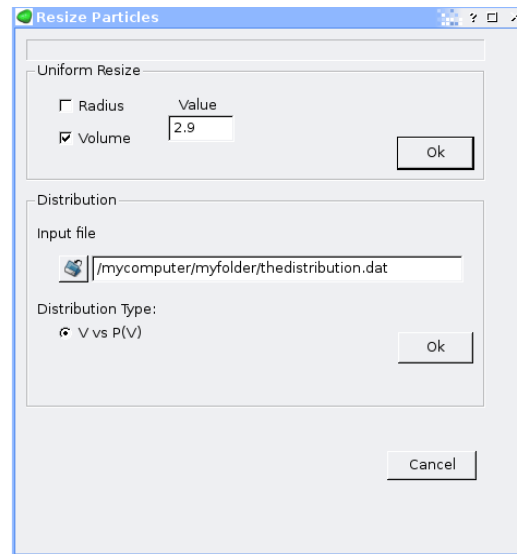 Resize Particles
Uniform Resize
Radius
Value
Volume
2.9
Ok
Distribution
Input file
/mycomputer/myfolder/thedistribution.dat
Distribution Type:
V vs P(V)
Ok
Cancel